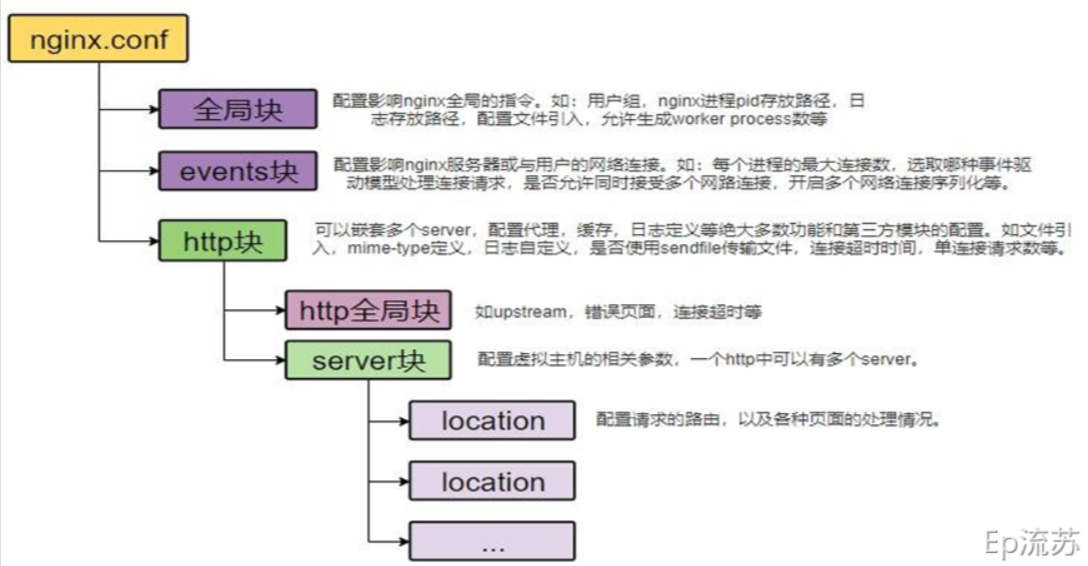 nginx.conf
全局块
配置影响nginx全局的指令。如：用户组，nginx进程pid存放路径，日
志存放路径，配置文件引入，允许生成worker process数等
events块
配置影响nginx服务器或与用户的网络连接。如：每个进程的最大连接数，选取哪种事件驱
动模型处理连接请求，是否允许同时接受多个网路连接，开启多个网络连接序列化等。
http块
可以嵌套多个server，配置代理，缓存，日志定义等绝大多数功能和第三方模块的配置。如文件引
入，mime-type定义，日志自定义，是否使用sendfile传输文件，连接超时时间，单连接请求数等。
http全局块
如upstream，错误页面，连接超时等
server块
配置虚拟主机的相关参数，一个http中可以有多个server。
location
配置请求的路由，以及各种页面的处理情况。
location
...
Ep流苏